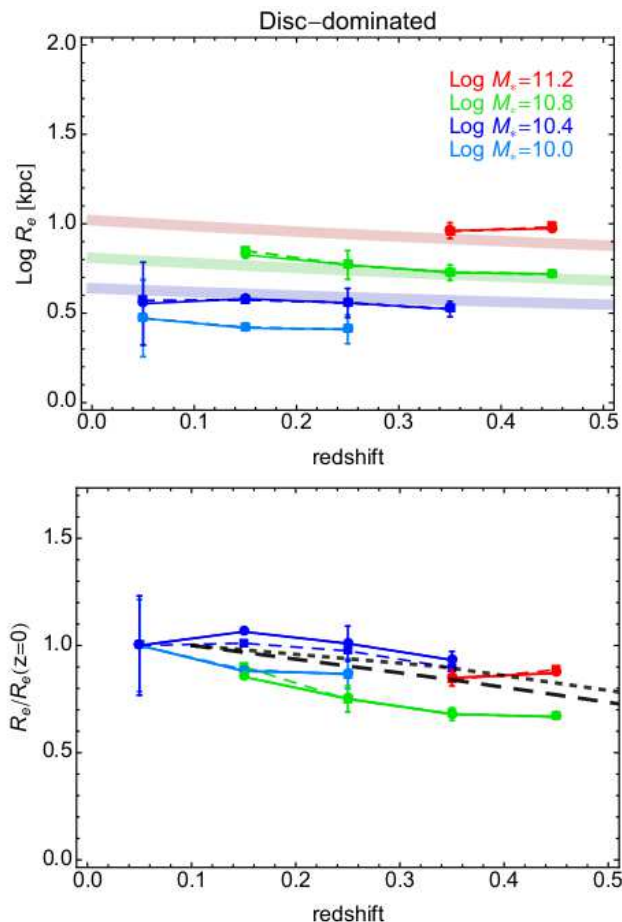 Disc−dominated
2.0
Log M*=11.2
Log M*=10.8
Log M*=10.4
Log M*=10.0
1.5
1.0
0.5
0.0
Log Re [kpc]
0.0 0.1 0.2 0.3 0.4 0.5
redshift
1.5
1.0
0.5
0.0
Re/Re(z=0)
0.0 0.1 0.2 0.3 0.4 0.5
redshift